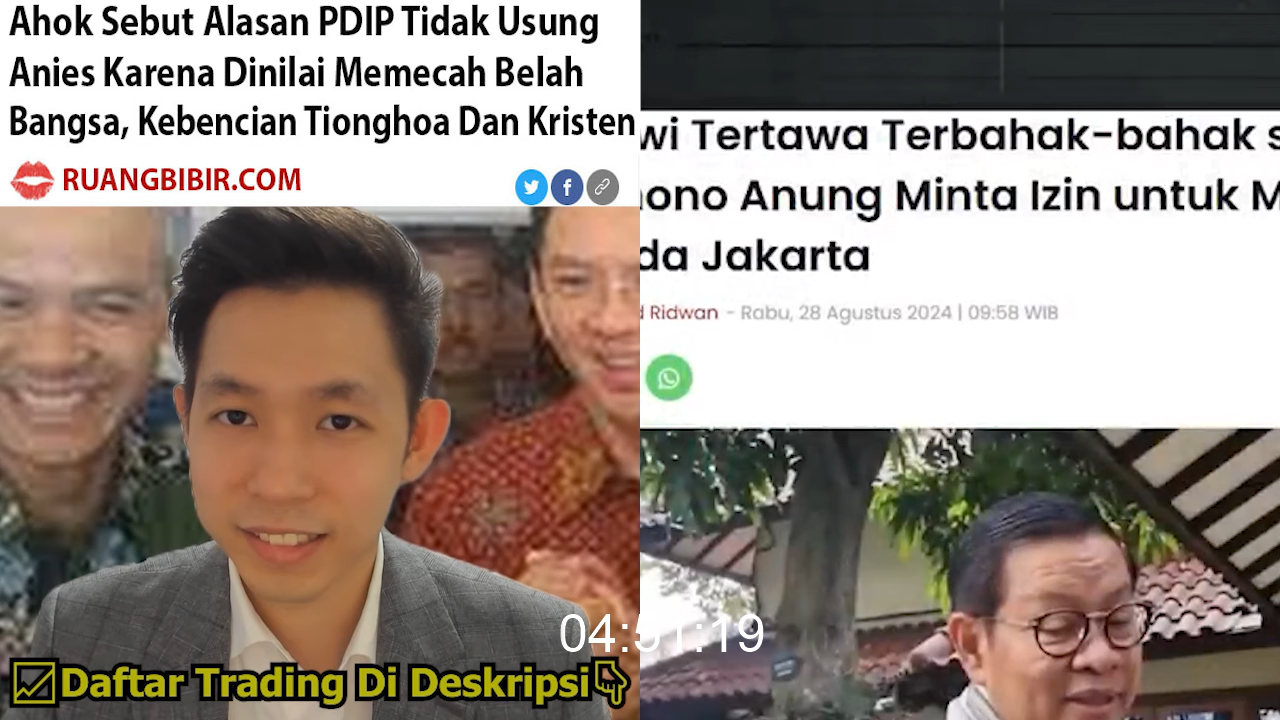 Ahok Sebut Alasan PDIP Tidak Usung
Anies Karena Dinilai Memecah Belah
Bangsa, Kebencian Tionghoa Dan Kristen
RUANGBIBIR.COM
wi Tertawa Terbahak-bahak s
ono Anung Minta Izin untuk M
da Jakarta
d Ridwan - Rabu, 28 Agustus 2024 | 09:58 WIB
04:51:19
Daftar Trading Di Deskripsi